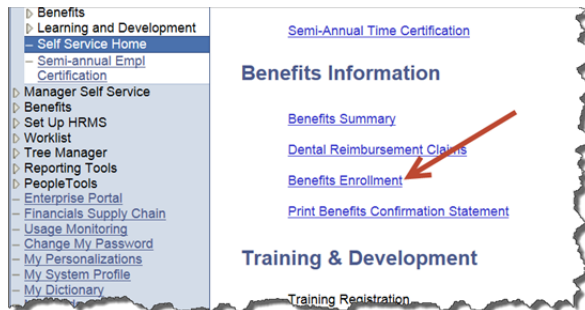 Benefits
Learning and Development
Self Service Home
Semi-annual Empl
Certification
Manager Self Service
Benefits
Set Up HRMS
Worklist
Tree Manager
Reporting Tools
PeopleTools
Enterprise Portal
Financials Supply Chain
Usage Monitoring
Change My Password
My Personalizations
My System Profile
My Dictionary
Semi-Annual Time Certification
Benefits Information
Benefits Summary
Dental Reimbursement Claims
Benefits Enrollment
Print Benefits Confirmation Statement
Training & Development
Training Registration